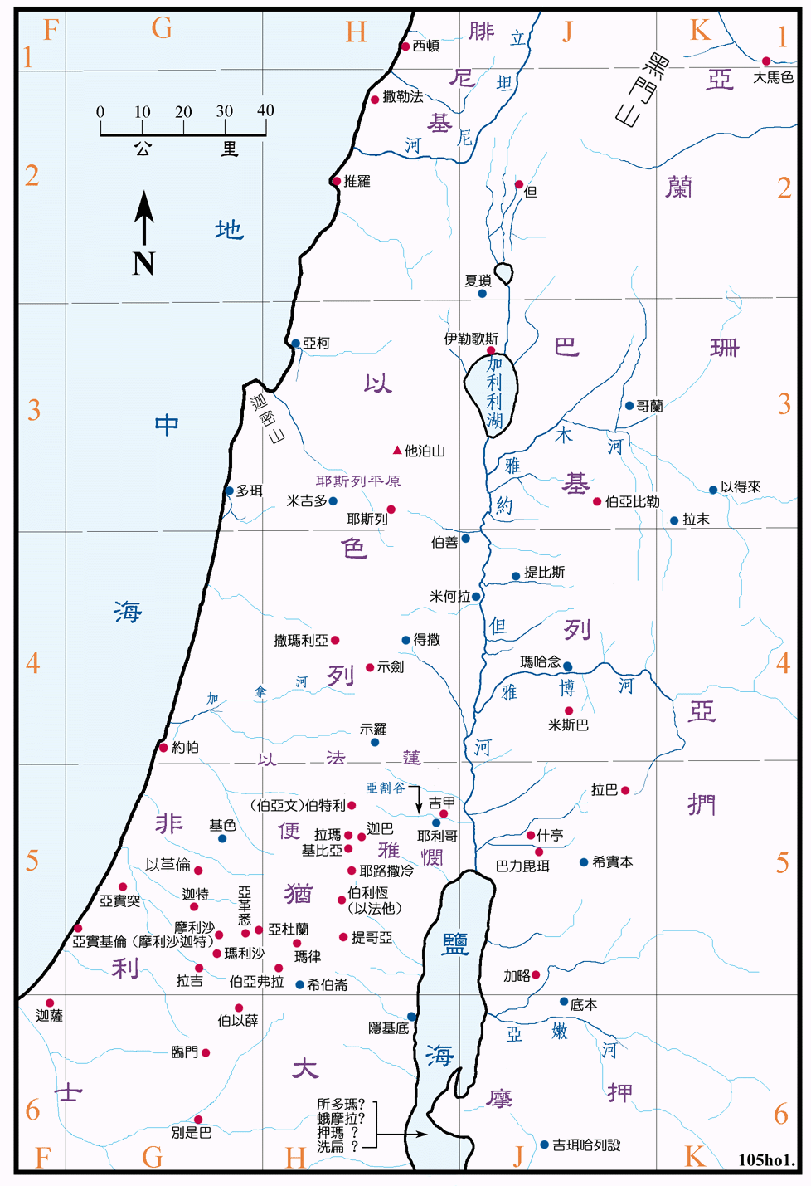 F G H J K
1 1
西頓
腓尼基
立坦尼河
大馬色
黑門山
亞蘭
撒勒法
0 10 20 30 40
公里
2 2
推羅
但
地中海
N
夏瑣
亞柯
伊勒歌斯
加利利湖
巴珊
以色列
3 3
迦密山
哥蘭
雅木河
他泊山
耶斯列平原
多珥
米吉多
耶斯列
基列
伯亞比勒
以得來
拉末
約但河
伯善
提比斯
米何拉
撒瑪利亞
得撒
示劍
瑪哈念
4 4
加拿河
雅博河
米斯巴
示羅
亞捫
約帕
以法蓮
亞割谷
拉巴
(伯亞文)伯特利
吉甲
非利士
基色
便雅憫
拉瑪
迦巴
耶利哥
什亭
基比亞
5 5
巴力毘珥
希實本
以革倫
耶路撒冷
亞實突
迦特
亞革悉
猶大
伯利恆
(以法他)
摩利沙
亞杜蘭
亞實基倫(摩利沙迦特)
提哥亞
鹽海
瑪利沙
瑪律
拉吉
伯亞弗拉
希伯崙
加略
迦薩
伯以薛
隱基底
底本
亞嫩河
臨門
摩押
所多瑪?
蛾摩拉?
押瑪?
洗扁?
6 6
別是巴
吉珥哈列設
F G H J K
105ho1.